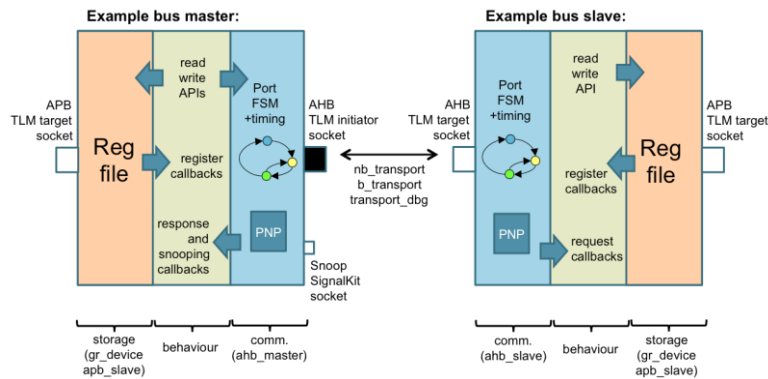 Example bus master:
Example bus slave:
read
write
APIs
Port
FSM
+timing
APB
TLM target
socket
AHB
TLM initiator
socket
Reg
file
register
callbacks
response
and
snooping
callbacks
PNP
Snoop
SignalKit
socket
nb_transport
b_transport
transport_dbg
AHB
TLM target
socket
Port
FSM
+timing
read
write
API
APB
TLM target
socket
Reg
file
register
callbacks
PNP
request
callbacks
storage
(gr_device
apb_slave)
behaviour
comm.
(ahb_master)
comm.
(ahb_slave)
behaviour
storage
(gr_device
apb_slave)